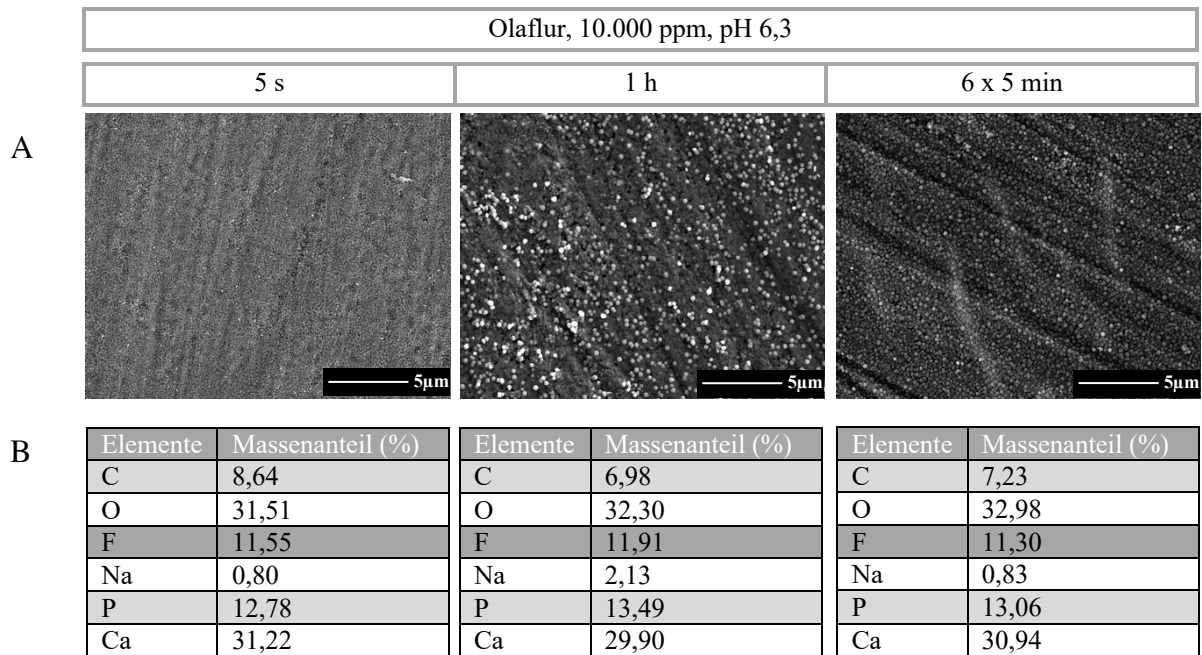 Olaflur, 10.000 ppm, pH 6,3
5 s 1 h 6 x 5 min
A
5µm 5µm 5µm
B
Elemente Massenanteil (%) Elemente Massenanteil (%) Elemente Massenanteil (%)
C 8,64 C 6,98 C 7,23
O 31,51 O 32,30 O 32,98
F 11,55 F 11,91 F 11,30
Na 0,80 Na 2,13 Na 0,83
P 12,78 P 13,49 P 13,06
Ca 31,22 Ca 29,90 Ca 30,94